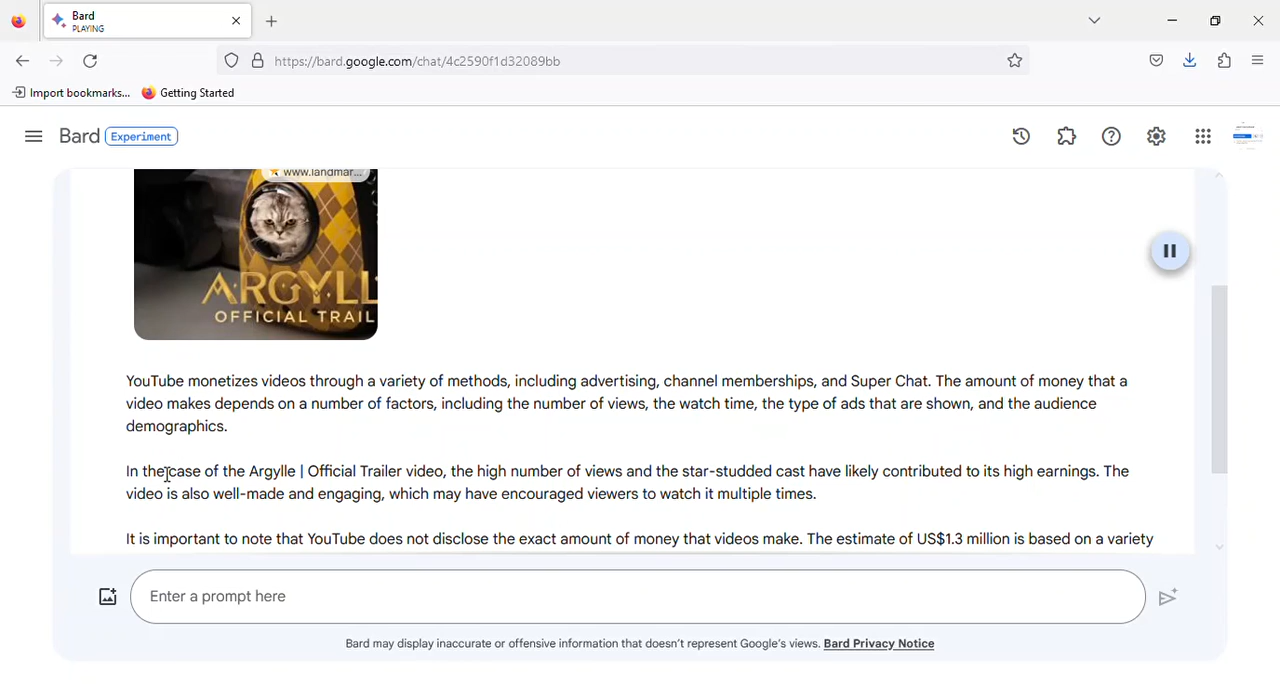 Bard
PLAYING
https://bard.google.com/chat/4c2590f1d32089bb
Import bookmarks...
Getting Started
Bard
Experiment
www.landmar...
ARGYLL
OFFICIAL TRAIL
YouTube monetizes videos through a variety of methods, including advertising, channel memberships, and Super Chat. The amount of money that a
video makes depends on a number of factors, including the number of views, the watch time, the type of ads that are shown, and the audience
demographics.
In the case of the Argylle | Official Trailer video, the high number of views and the star-studded cast have likely contributed to its high earnings. The
video is also well-made and engaging, which may have encouraged viewers to watch it multiple times.
It is important to note that YouTube does not disclose the exact amount of money that videos make. The estimate of US$1.3 million is based on a variety
Enter a prompt here
Bard may display inaccurate or offensive information that doesn't represent Google's views. Bard Privacy Notice